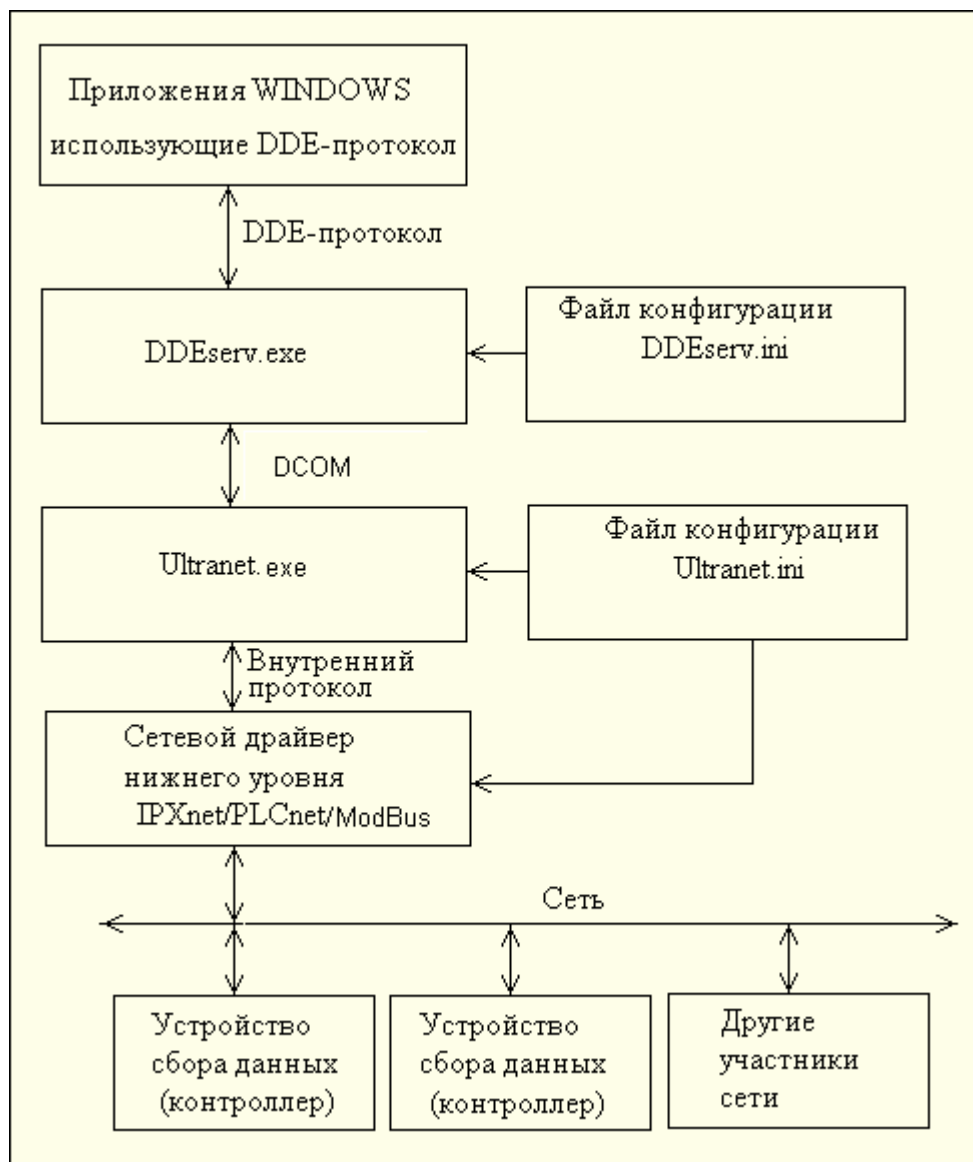 Приложения WINDOWS
использующие DDE-протокол
DDE-протокол
DDEserv.exe
Файл конфигурации
DDEserv.ini
DCOM
Ultranet.exe
Файл конфигурации
Ultranet.ini
Внутренний
протокол
Сетевой драйвер
нижнего уровня
IPXnet/PLCnet/ModBus
Сеть
Устройство
сбора данных
(контроллер)
Устройство
сбора данных
(контроллер)
Другие
участники
сети